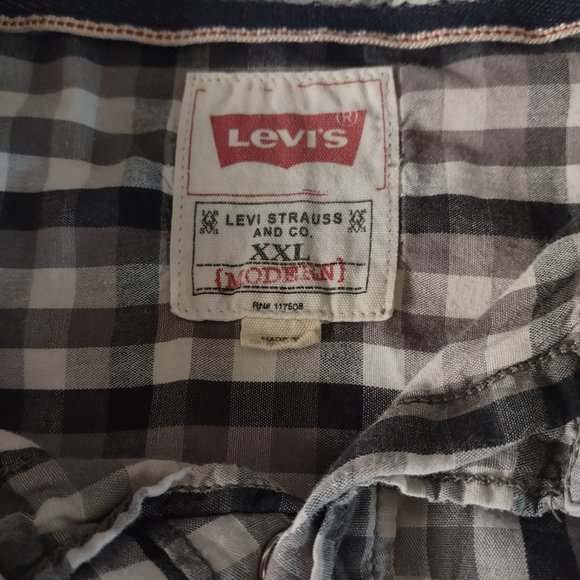 LEVI'S (R)
LEVI STRAUSS
AND CO.
XXL
{MODERN}
RN# 117508